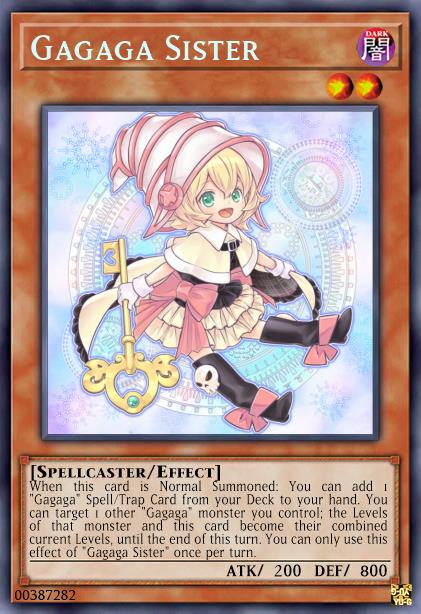 Gagaga Sister
DARK
闇
[Spellcaster/Effect]
When this card is Normal Summoned: You can add 1
"Gagaga" Spell/Trap Card from your Deck to your hand. You
can target 1 other "Gagaga" monster you control; the Levels
of that monster and this card become their combined
current Levels, until the end of this turn. You can only use this
effect of "Gagaga Sister" once per turn.
ATK/ 200 DEF/ 800
00387282